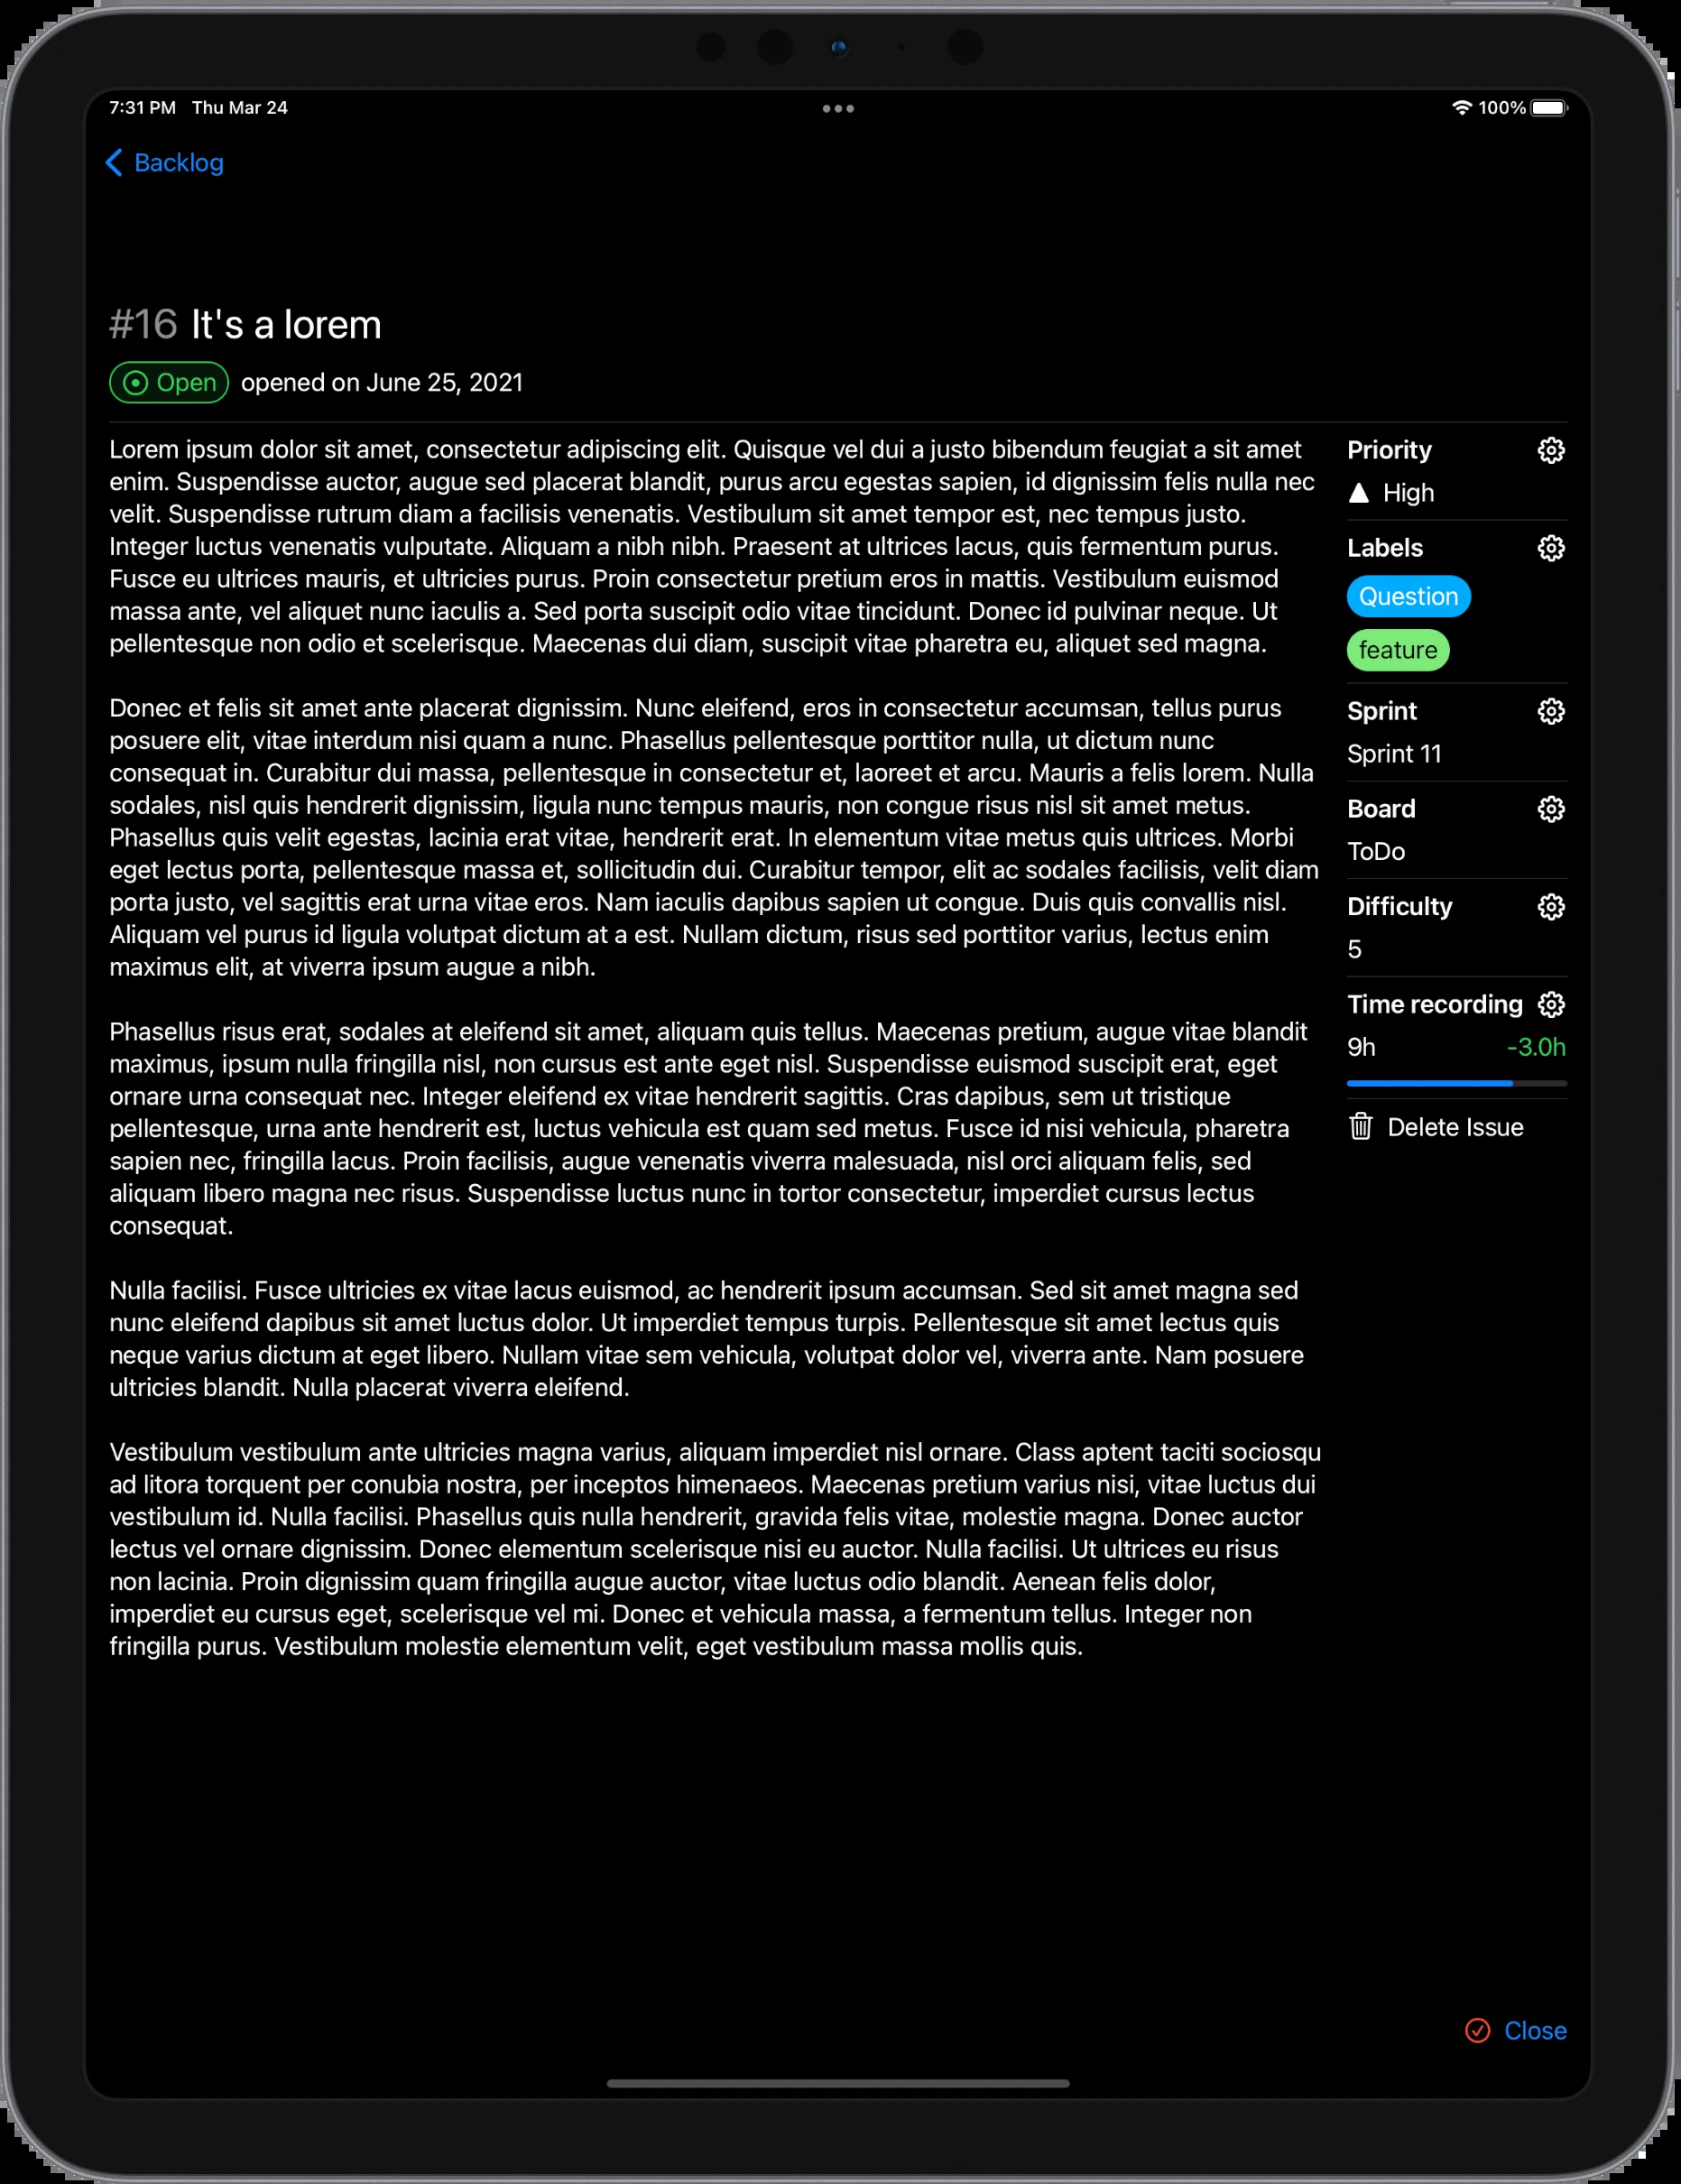 7:31 PM Thu Mar 24
100%
Backlog
#16 It's a lorem
Open opened on June 25, 2021
Lorem ipsum dolor sit amet, consectetur adipiscing elit. Quisque vel dui a justo bibendum feugiat a sit amet
enim. Suspendisse auctor, augue sed placerat blandit, purus arcu egestas sapien, id dignissim felis nulla nec
velit. Suspendisse rutrum diam a facilisis venenatis. Vestibulum sit amet tempor est, nec tempus justo.
Integer luctus venenatis vulputate. Aliquam a nibh nibh. Praesent at ultrices lacus, quis fermentum purus.
Fusce eu ultrices mauris, et ultricies purus. Proin consectetur pretium eros in mattis. Vestibulum euismod
massa ante, vel aliquet nunc iaculis a. Sed porta suscipit odio vitae tincidunt. Donec id pulvinar neque. Ut
pellentesque non odio et scelerisque. Maecenas dui diam, suscipit vitae pharetra eu, aliquet sed magna.
Donec et felis sit amet ante placerat dignissim. Nunc eleifend, eros in consectetur accumsan, tellus purus
posuere elit, vitae interdum nisi quam a nunc. Phasellus pellentesque porttitor nulla, ut dictum nunc
consequat in. Curabitur dui massa, pellentesque in consectetur et, laoreet et arcu. Mauris a felis lorem. Nulla
sodales, nisl quis hendrerit dignissim, ligula nunc tempus mauris, non congue risus nisl sit amet metus.
Phasellus quis velit egestas, lacinia erat vitae, hendrerit erat. In elementum vitae metus quis ultrices. Morbi
eget lectus porta, pellentesque massa et, sollicitudin dui. Curabitur tempor, elit ac sodales facilisis, velit diam
porta justo, vel sagittis erat urna vitae eros. Nam iaculis dapibus sapien ut congue. Duis quis convallis nisl.
Aliquam vel purus id ligula volutpat dictum at a est. Nullam dictum, risus sed porttitor varius, lectus enim
maximus elit, at viverra ipsum augue a nibh.
Phasellus risus erat, sodales at eleifend sit amet, aliquam quis tellus. Maecenas pretium, augue vitae blandit
maximus, ipsum nulla fringilla nisl, non cursus est ante eget nisl. Suspendisse euismod suscipit erat, eget
ornare urna consequat nec. Integer eleifend ex vitae hendrerit sagittis. Cras dapibus, sem ut tristique
pellentesque, urna ante hendrerit est, luctus vehicula est quam sed metus. Fusce id nisi vehicula, pharetra
sapien nec, fringilla lacus. Proin facilisis, augue venenatis viverra malesuada, nisl orci aliquam felis, sed
aliquam libero magna nec risus. Suspendisse luctus nunc in tortor consectetur, imperdiet cursus lectus
consequat.
Nulla facilisi. Fusce ultricies ex vitae lacus euismod, ac hendrerit ipsum accumsan. Sed sit amet magna sed
nunc eleifend dapibus sit amet luctus dolor. Ut imperdiet tempus turpis. Pellentesque sit amet lectus quis
neque varius dictum at eget libero. Nullam vitae sem vehicula, volutpat dolor vel, viverra ante. Nam posuere
ultricies blandit. Nulla placerat viverra eleifend.
Vestibulum vestibulum ante ultricies magna varius, aliquam imperdiet nisl ornare. Class aptent taciti sociosqu
ad litora torquent per conubia nostra, per inceptos himenaeos. Maecenas pretium varius nisi, vitae luctus dui
vestibulum id. Nulla facilisi. Phasellus quis nulla hendrerit, gravida felis vitae, molestie magna. Donec auctor
lectus vel ornare dignissim. Donec elementum scelerisque nisi eu auctor. Nulla facilisi. Ut ultrices eu risus
non lacinia. Proin dignissim quam fringilla augue auctor, vitae luctus odio blandit. Aenean felis dolor,
imperdiet eu cursus eget, scelerisque vel mi. Donec et vehicula massa, a fermentum tellus. Integer non
fringilla purus. Vestibulum molestie elementum velit, eget vestibulum massa mollis quis.
Priority
High
Labels
Question
feature
Sprint
Sprint 11
Board
ToDo
Difficulty
5
Time recording
9h -3.0h
Delete Issue
Close